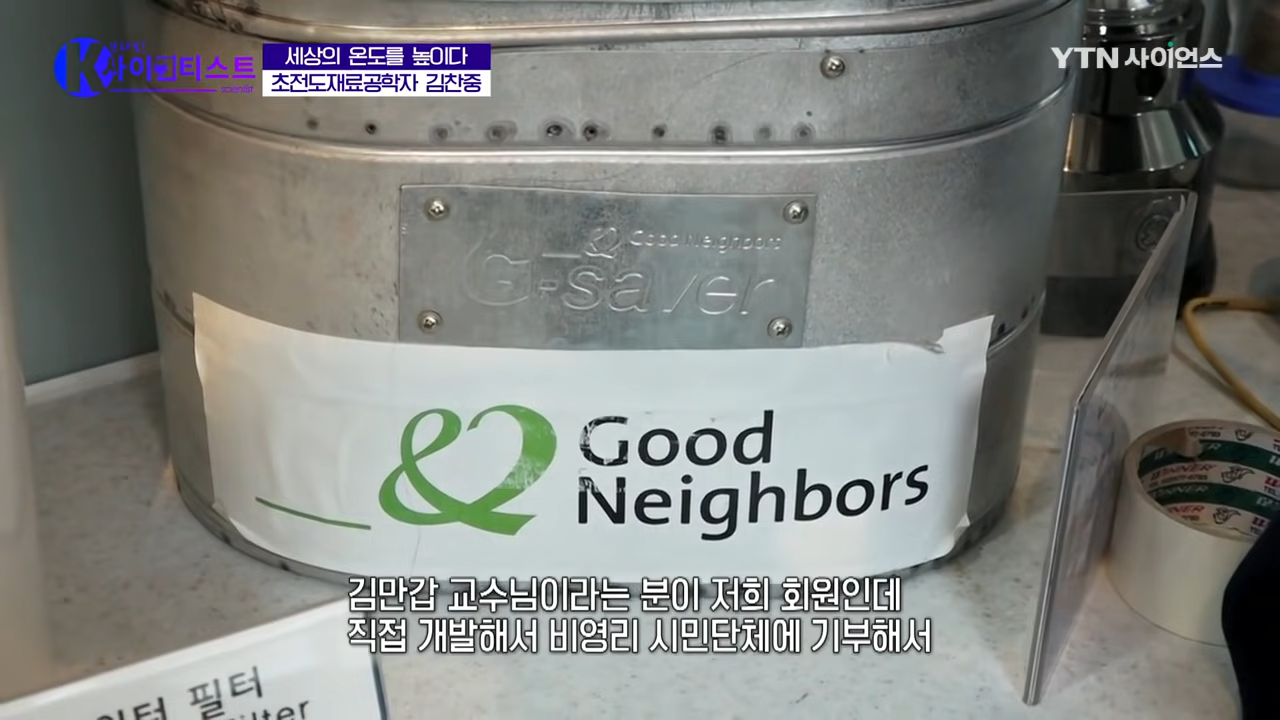 사이언티스트
scientist
세상의 온도를 높이다
초전도재료공학자 김찬중
YTN 사이언스
Good Neighbors
G-saver
Good
Neighbors
김만갑 교수님이라는 분이 저희 회원인데
직접 개발해서 비영리 시민단체에 기부해서
필터